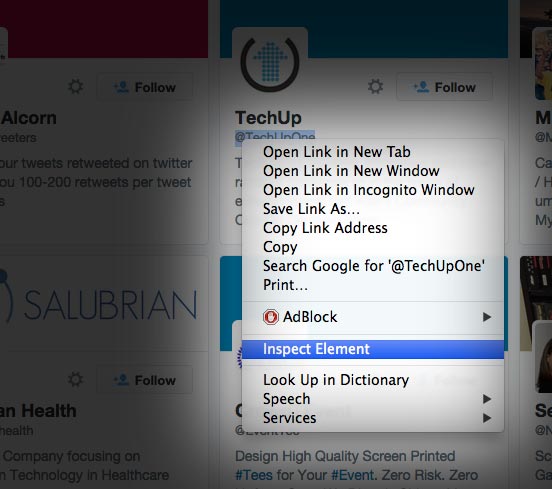 Follow
Follow
Alcorn
eeters
TechUp
@TechUpOne
M
@M
our tweets retweeted on twitter
ou 100-200 retweets per tweet
s
Ca
/ H
um
My
Open Link in New Tab
Open Link in New Window
Open Link in Incognito Window
Save Link As...
Copy Link Address
Copy
Search Google for '@TechUpOne'
Print...
AdBlock
Inspect Element
Look Up in Dictionary
Speech
Services
SALUBRIAN
Follow
Follow
an Health
health
@EventTees
Se
@N
Company focusing on
n Technology in Healthcare
Design High Quality Screen Printed
#Tees for Your #Event. Zero Risk. Zero
Se
Gr